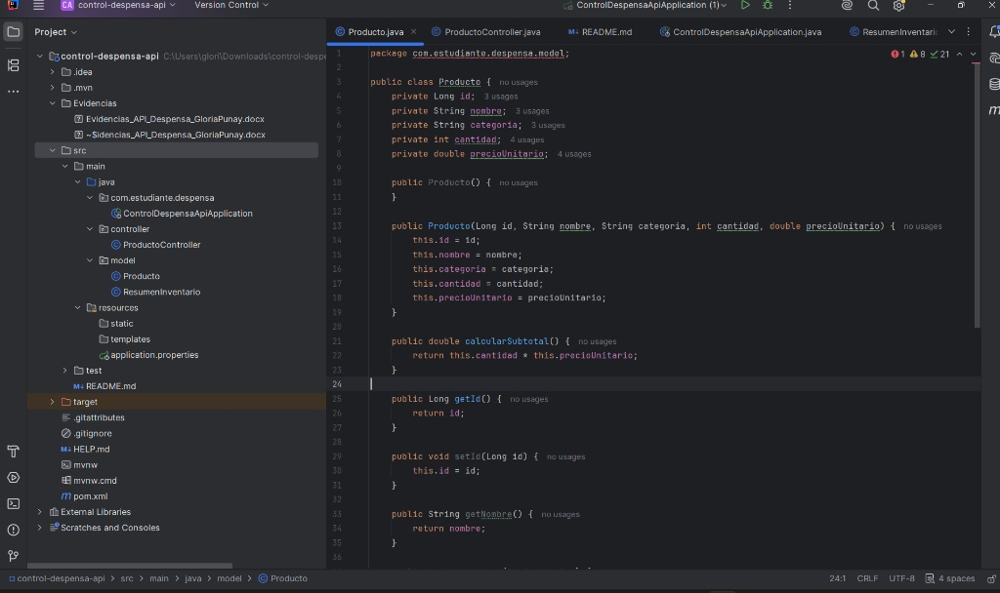 CA control-despensa-api Version Control ControlDespensaApiApplication (1)
Project
Producto.java ProductoController.java README.md ControlDespensaApiApplication.java ResumenInventari
control-despensa-api C:\Users\glori\Downloads\control-despe
.idea
.mvn
Evidencias
Evidencias_API_Despensa_GloriaPunay.docx
~$idencias_API_Despensa_GloriaPunay.docx
src
main
java
com.estudiante.despensa
ControlDespensaApiApplication
controller
ProductoController
model
Producto
ResumenInventario
resources
static
templates
application.properties
test
M↓ README.md
target
.gitattributes
.gitignore
M↓ HELP.md
mvnw
mvnw.cmd
m pom.xml
External Libraries
Scratches and Consoles
1 8 21
1 package com.estudiante.despensa.model;
2
3 public class Producto { no usages
4 private Long id; 3 usages
5 private String nombre; 3 usages
6 private String categoria; 3 usages
7 private int cantidad; 4 usages
8 private double precioUnitario; 4 usages
9
10 public Producto() { no usages
11 }
12
13 public Producto(Long id, String nombre, String categoria, int cantidad, double precioUnitario) { no usages
14 this.id = id;
15 this.nombre = nombre;
16 this.categoria = categoria;
17 this.cantidad = cantidad;
18 this.precioUnitario = precioUnitario;
19 }
20
21 public double calcularSubtotal() { no usages
22 return this.cantidad * this.precioUnitario;
23 }
24
25 public Long getId() { no usages
26 return id;
27 }
28
29 public void setId(Long id) { no usages
30 this.id = id;
31 }
32
33 public String getNombre() { no usages
34 return nombre;
35 }
36
control-despensa-api > src > main > java > model > Producto 24:1 CRLF UTF-8 4 spaces